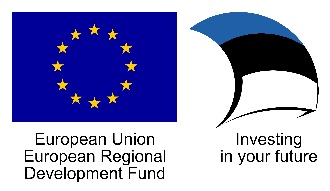 European Union
European Regional
Development Fund
Investing
in your future